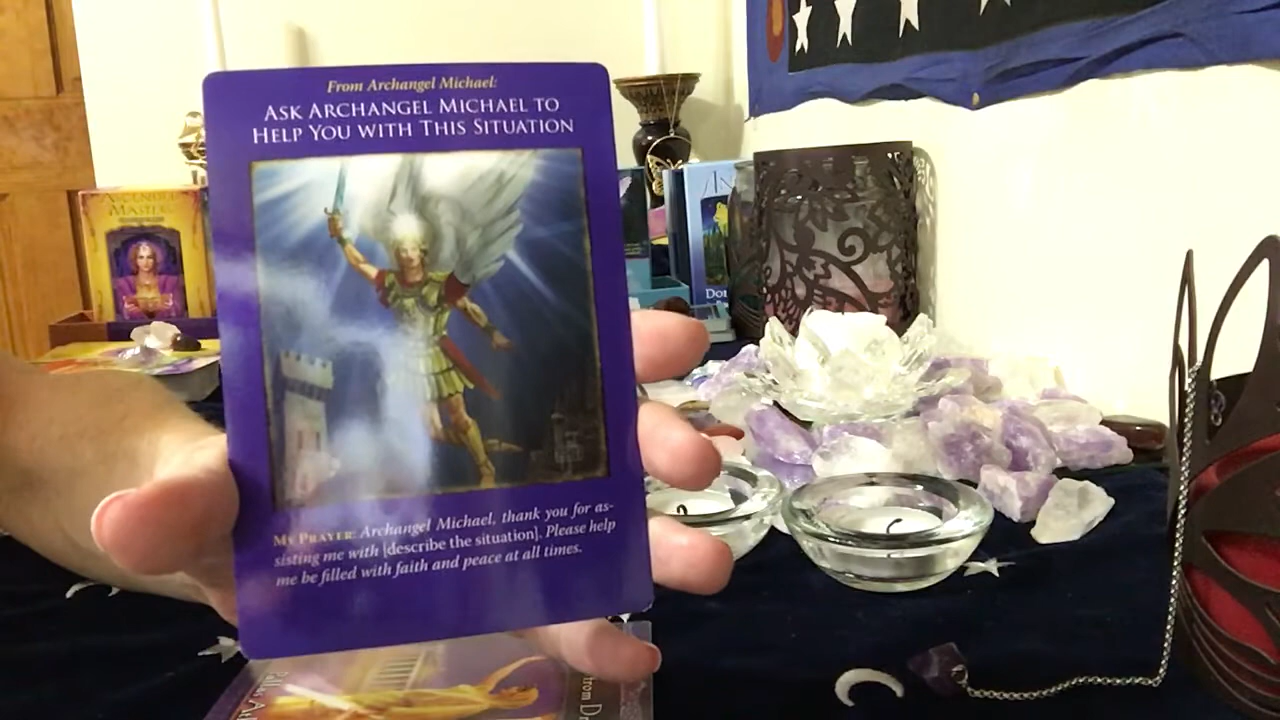 From Archangel Michael:
ASK ARCHANGEL MICHAEL TO
HELP YOU WITH THIS SITUATION
MY PRAYER: Archangel Michael, thank you for as-
sisting me with [describe the situation]. Please help
me be filled with faith and peace at all times.
ASCENDED
MASTERS